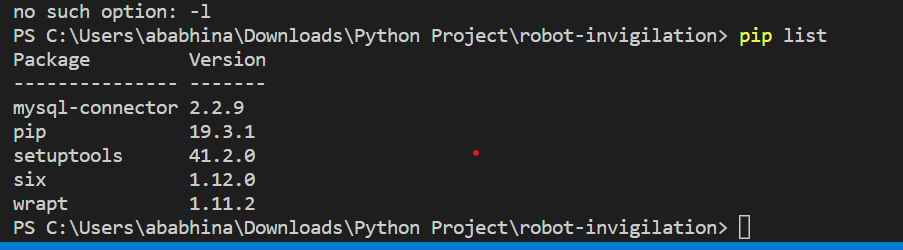 no such option: -l
PS C:\Users\ababhina\Downloads\Python Project\robot-invigilation> pip list
Package         Version
--------------- -------
mysql-connector 2.2.9
pip             19.3.1
setuptools      41.2.0
six             1.12.0
wrapt           1.11.2
PS C:\Users\ababhina\Downloads\Python Project\robot-invigilation>